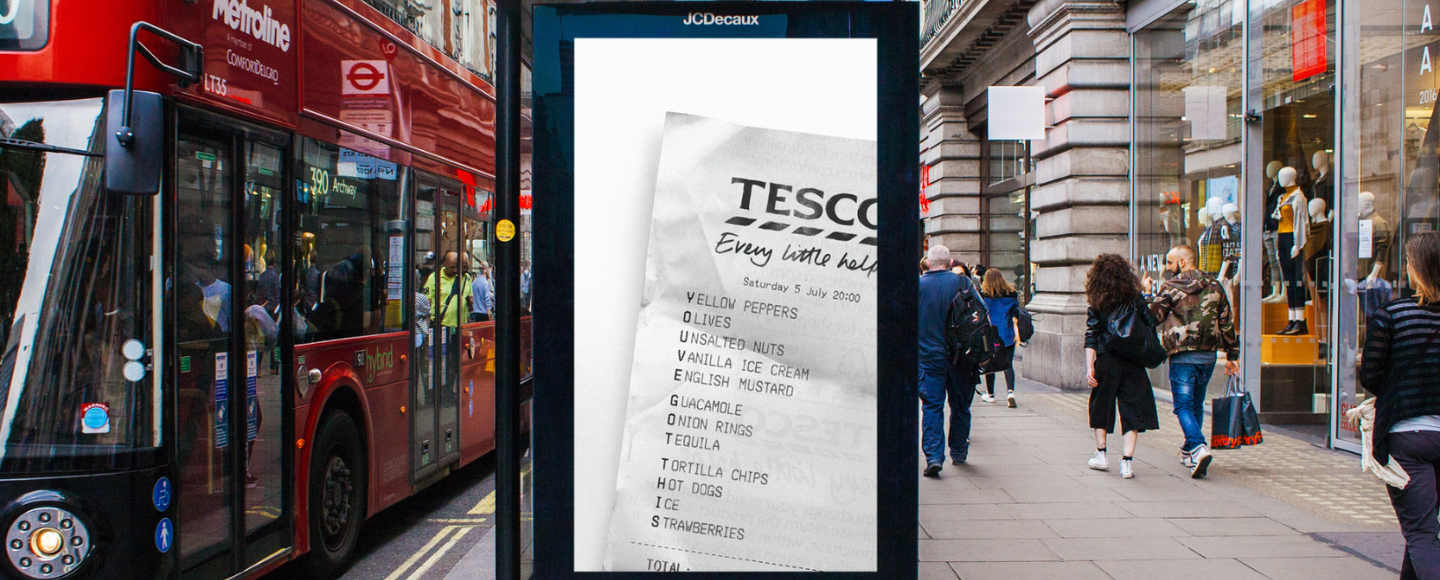 Metroline
A member of
COMFORTDELGRO
LT35
390 Archway
hybrid
JCDecaux
TESCO
Every little help
Saturday 5 July 20:00
YELLOW PEPPERS
OLIVES
UNSALTED NUTS
VANILLA ICE CREAM
ENGLISH MUSTARD
GUACAMOLE
ONION RINGS
TEQUILA
TORTILLA CHIPS
HOT DOGS
ICE
STRAWBERRIES
TOTAL:
A
A
2016